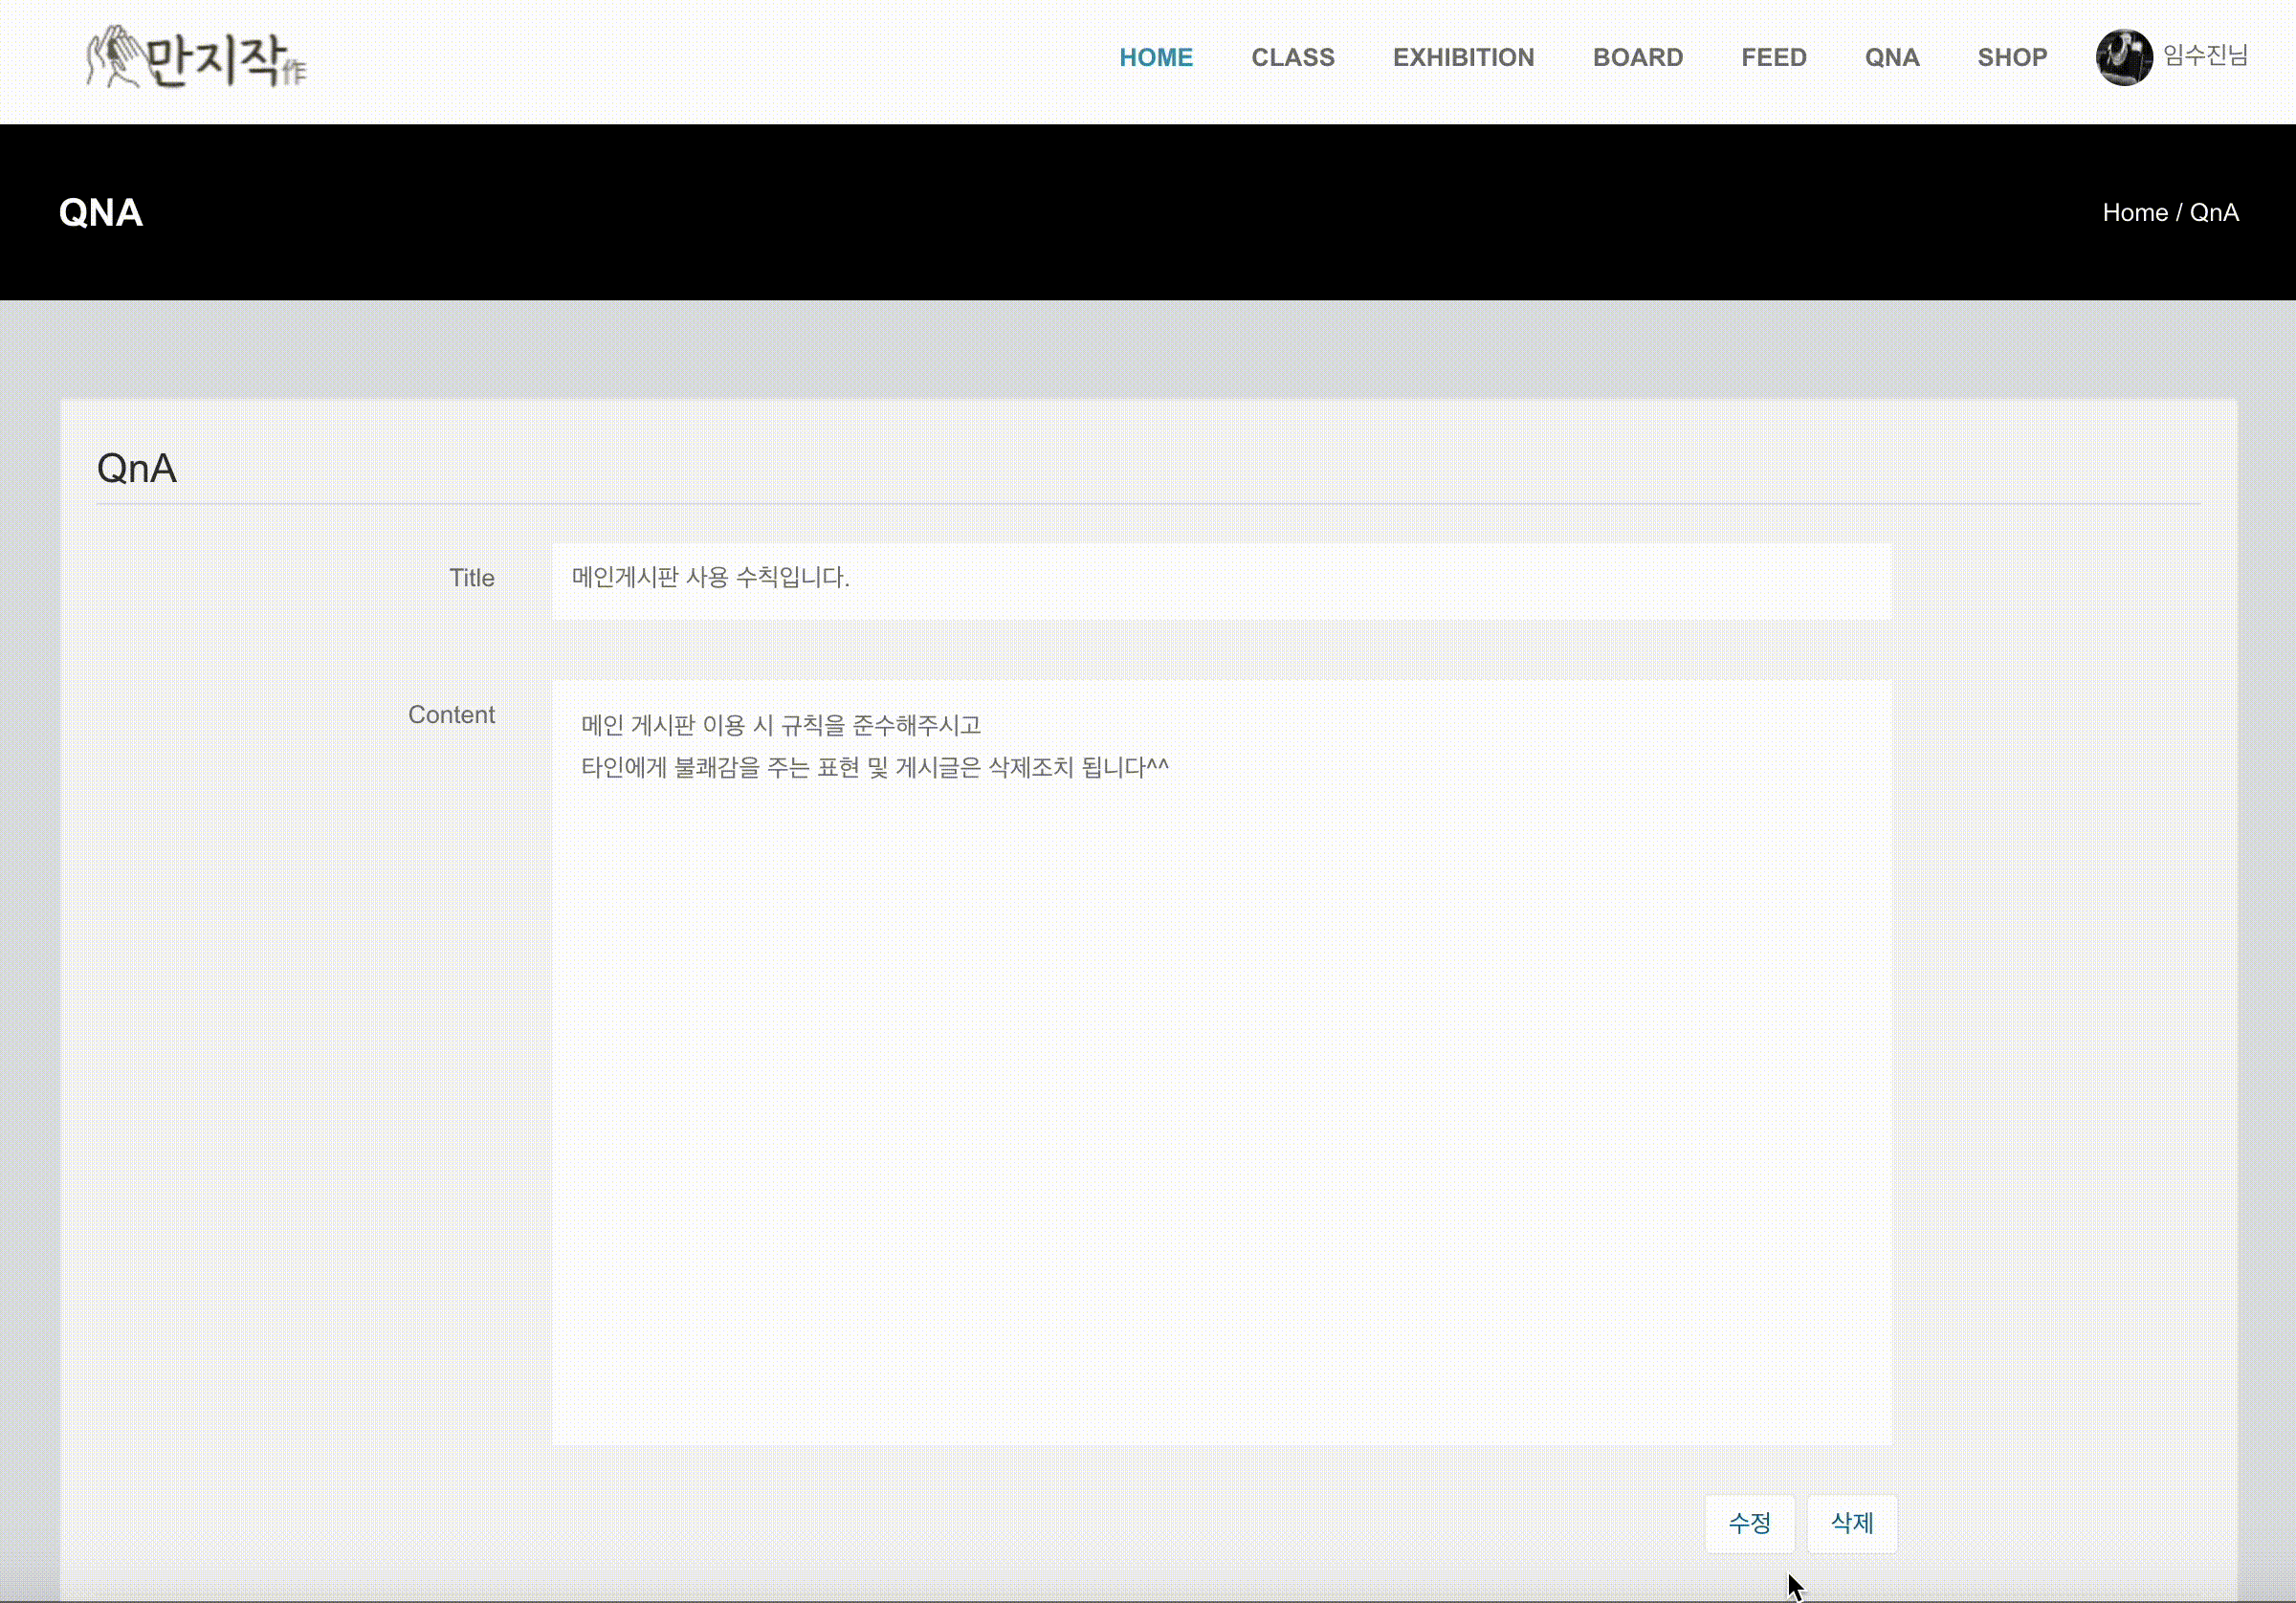 만지작作
HOME CLASS EXHIBITION BOARD FEED QNA SHOP 임수진님
QNA
Home / QnA
QnA
Title 메인게시판 사용 수칙입니다.
Content 메인 게시판 이용 시 규칙을 준수해주시고
타인에게 불쾌감을 주는 표현 및 게시글은 삭제조치 됩니다^^
수정 삭제